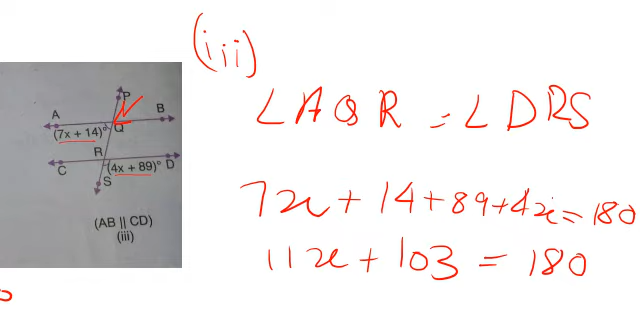 (iii)
∠AQR = ∠DRS
7x + 14 + 89 + 4x = 180
11x + 103 = 180
P
A
B
(7x + 14)°
Q
R
C
(4x + 89)°
D
S
(AB || CD)
(iii)